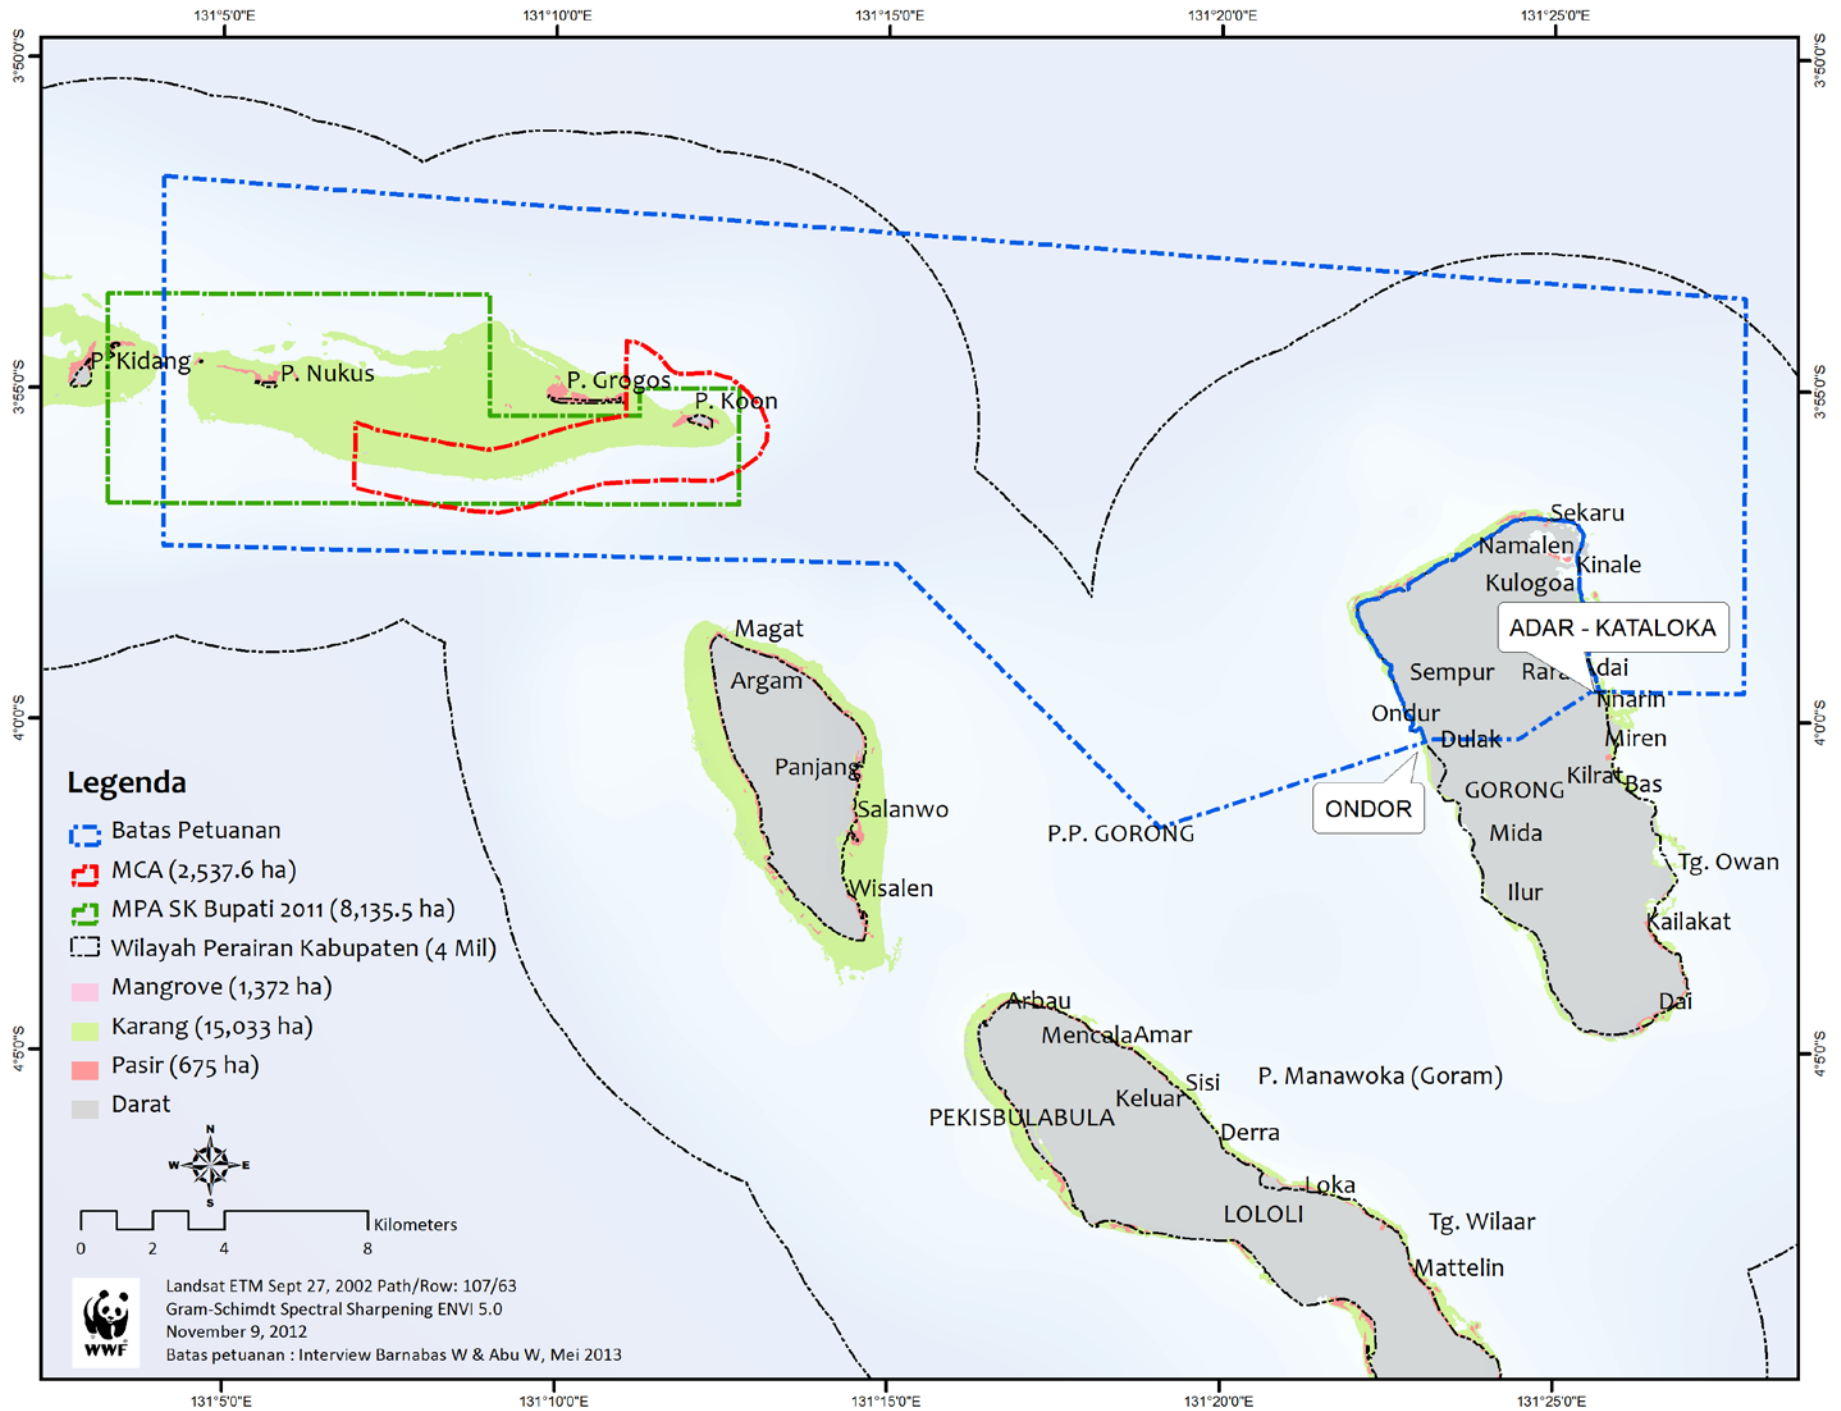 131°5'0"E
131°10'0"E
131°15'0"E
131°20'0"E
131°25'0"E
3°50'0"S
3°50'0"S
P. Kidang
P. Nukus
P. Grogos
P. Koon
3°55'0"S
3°55'0"S
Sekaru
Namalen
Kinale
Kulogoa
ADAR - KATALOKA
Magat
Argam
Sempur
Rara
dai
Nnarin
Ondur
4°0'0"S
4°0'0"S
Dulak
Miren
Panjang
Kilrat
Bas
GORONG
Salanwo
ONDOR
P.P. GORONG
Mida
Tg. Owan
Wisalen
Ilur
Kailakat
Dai
Arbau
Mencala
Amar
4°5'0"S
4°5'0"S
Sisi
P. Manawoka (Goram)
Keluar
PEKISBULABULA
Derra
Loka
LOLOLI
Tg. Wilaar
Mattelin
Legenda
Batas Petuanan
MCA (2,537.6 ha)
MPA SK Bupati 2011 (8,135.5 ha)
Wilayah Perairan Kabupaten (4 Mil)
Mangrove (1,372 ha)
Karang (15,033 ha)
Pasir (675 ha)
Darat
N
W
E
S
Kilometers
0 2 4 8
WWF
Landsat ETM Sept 27, 2002 Path/Row: 107/63
Gram-Schimdt Spectral Sharpening ENVI 5.0
November 9, 2012
Batas petuanan : Interview Barnabas W & Abu W, Mei 2013
131°5'0"E
131°10'0"E
131°15'0"E
131°20'0"E
131°25'0"E